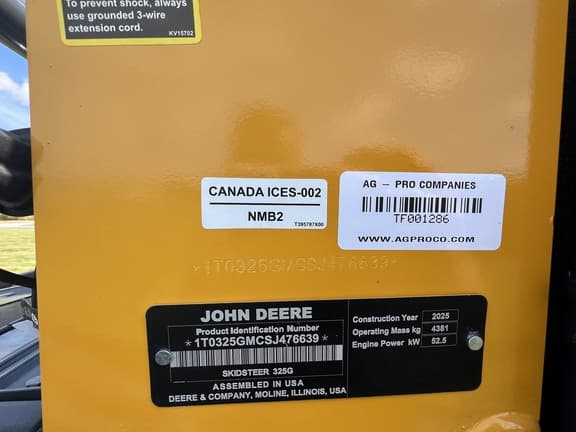 To prevent shock, always
use grounded 3-wire
extension cord.
KV15702
CANADA ICES-002
NMB2
T395787X00
AG - PRO COMPANIES
TF001286
WWW.AGPROCO.COM
*1T0325GMCSJ476639*
JOHN DEERE
Product Identification Number
*1T0325GMCSJ476639*
SKIDSTEER 325G
ASSEMBLED IN USA
DEERE & COMPANY, MOLINE, ILLINOIS, USA
Construction Year 2025
Operating Mass kg 4381
Engine Power kW 52.5